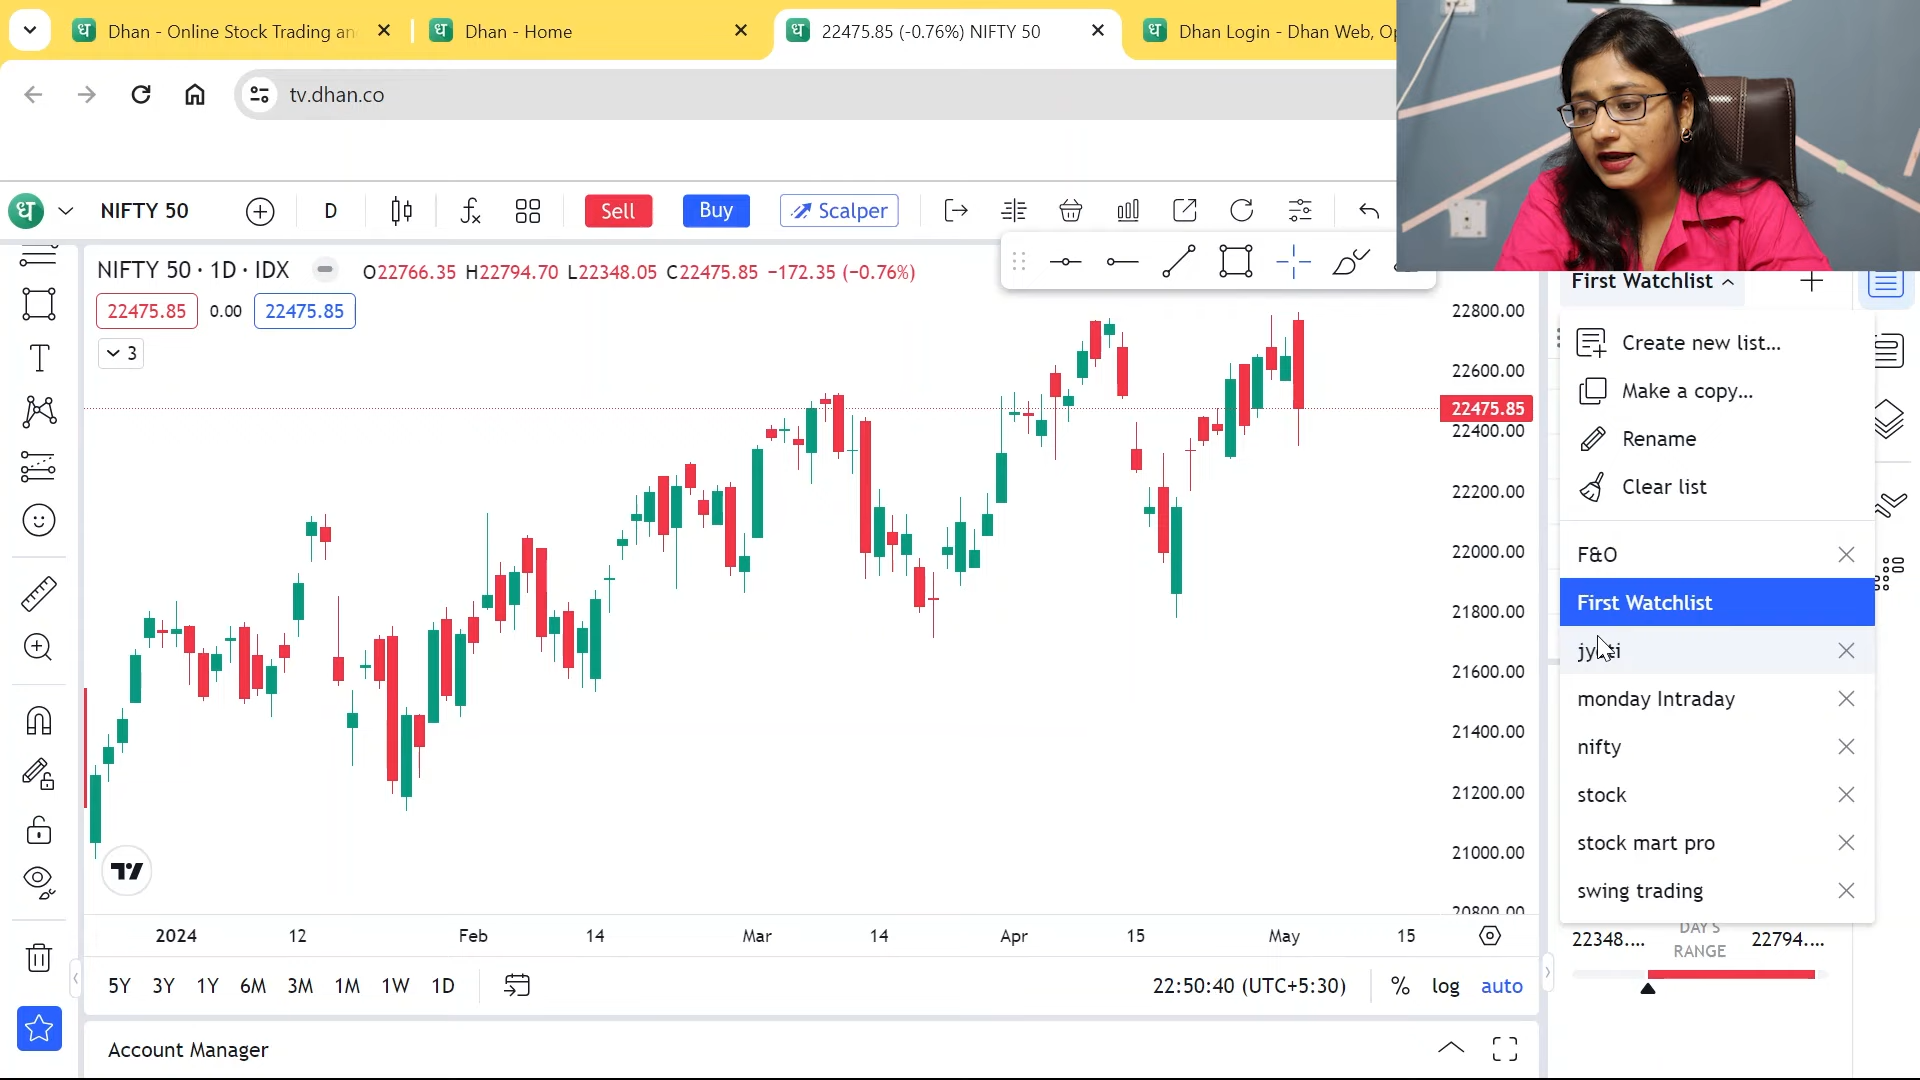 ध Dhan - Online Stock Trading an
ध Dhan - Home
ध 22475.85 (-0.76%) NIFTY 50
ध Dhan Login - Dhan Web, Op
tv.dhan.co
ध NIFTY 50 D Sell Buy Scalper
NIFTY 50 · 1D · IDX O22766.35 H22794.70 L22348.05 C22475.85 −172.35 (−0.76%)
22475.85 0.00 22475.85
3
22800.00
22600.00
22475.85
22400.00
22200.00
22000.00
21800.00
21600.00
21400.00
21200.00
21000.00
20800.00
2024 12 Feb 14 Mar 14 Apr 15 May 15
5Y 3Y 1Y 6M 3M 1M 1W 1D
22:50:40 (UTC+5:30) % log auto
Account Manager
First Watchlist
Create new list...
Make a copy...
Rename
Clear list
F&O
First Watchlist
monday Intraday
nifty
stock
stock mart pro
swing trading
22348.... DAY'S RANGE 22794....